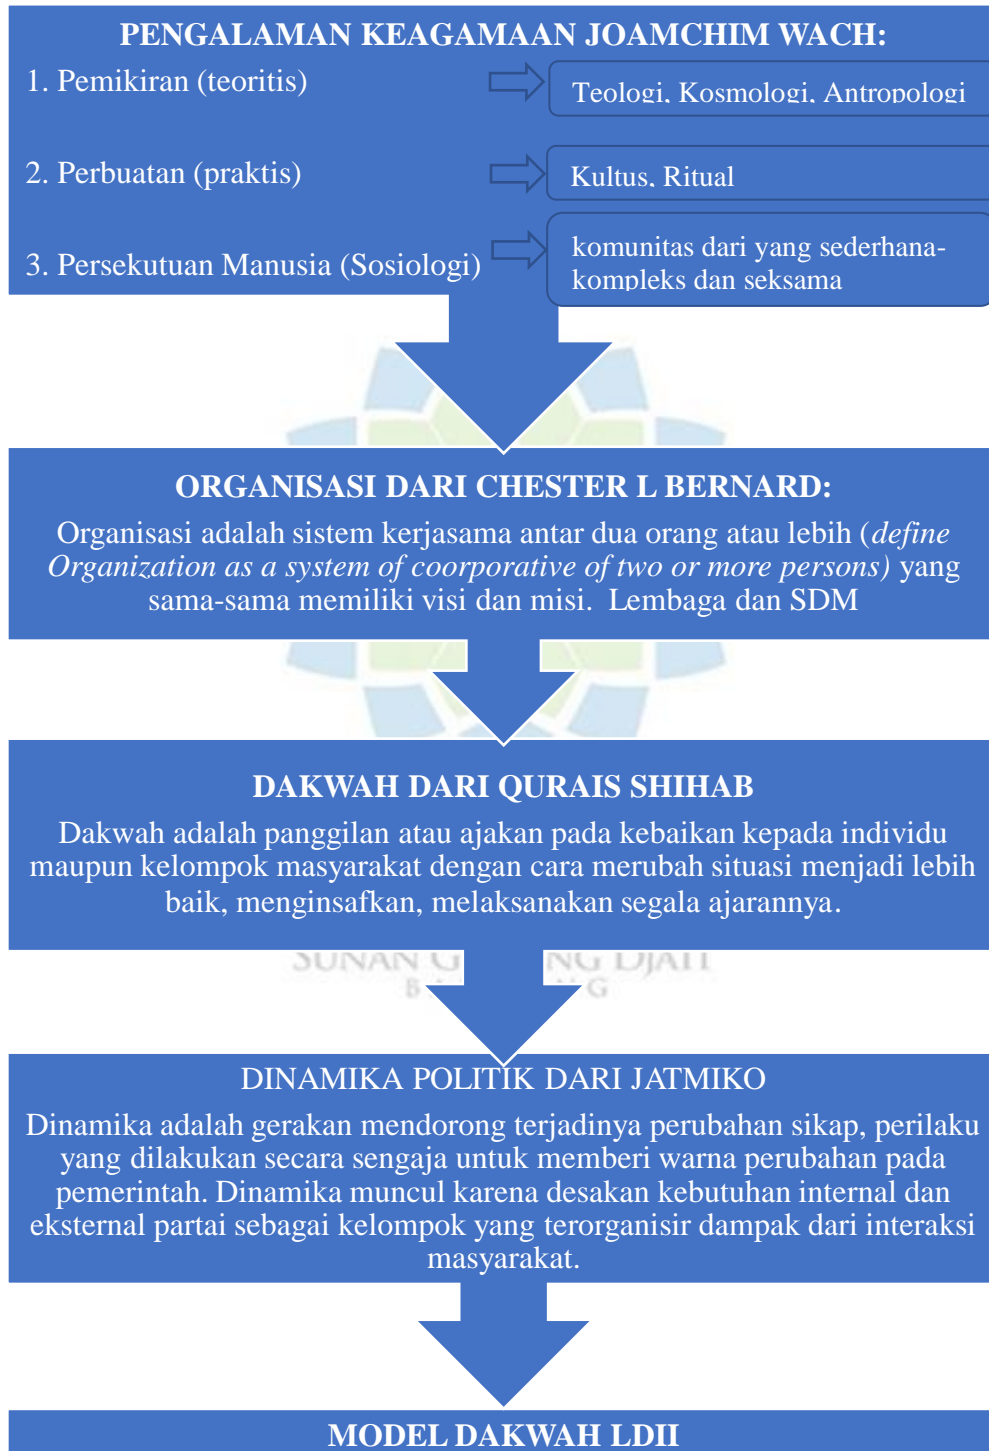 PENGALAMAN KEAGAMAAN JOAMCHIM WACH:
1. Pemikiran (teoritis)
Teologi, Kosmologi, Antropologi
2. Perbuatan (praktis)
Kultus, Ritual
3. Persekutuan Manusia (Sosiologi)
komunitas dari yang sederhana-
kompleks dan seksama
ORGANISASI DARI CHESTER L BERNARD:
Organisasi adalah sistem kerjasama antar dua orang atau lebih (define
Organization as a system of coorporative of two or more persons) yang
sama-sama memiliki visi dan misi. Lembaga dan SDM
DAKWAH DARI QURAIS SHIHAB
Dakwah adalah panggilan atau ajakan pada kebaikan kepada individu
maupun kelompok masyarakat dengan cara merubah situasi menjadi lebih
baik, menginsafkan, melaksanakan segala ajarannya.
SUNAN G NG DJATI
B G
DINAMIKA POLITIK DARI JATMIKO
Dinamika adalah gerakan mendorong terjadinya perubahan sikap, perilaku
yang dilakukan secara sengaja untuk memberi warna perubahan pada
pemerintah. Dinamika muncul karena desakan kebutuhan internal dan
eksternal partai sebagai kelompok yang terorganisir dampak dari interaksi
masyarakat.
MODEL DAKWAH LDII